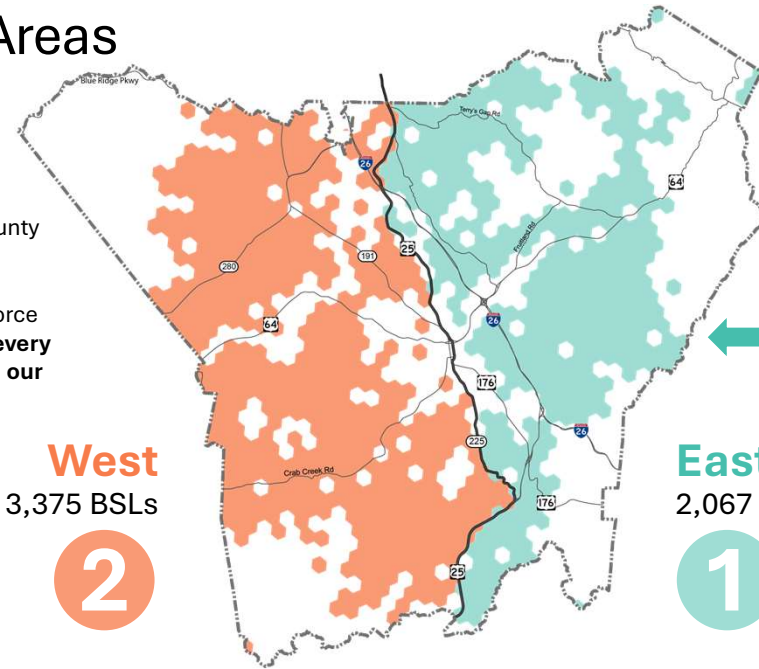 Areas
Blue Ridge Pkwy
Terry's Gap Rd
26
64
unty
25
Fruitland Rd
191
280
orce
every
our
64
26
176
26
225
West
3,375 BSLs
2
Crab Creek Rd
East
2,067
1
176
25